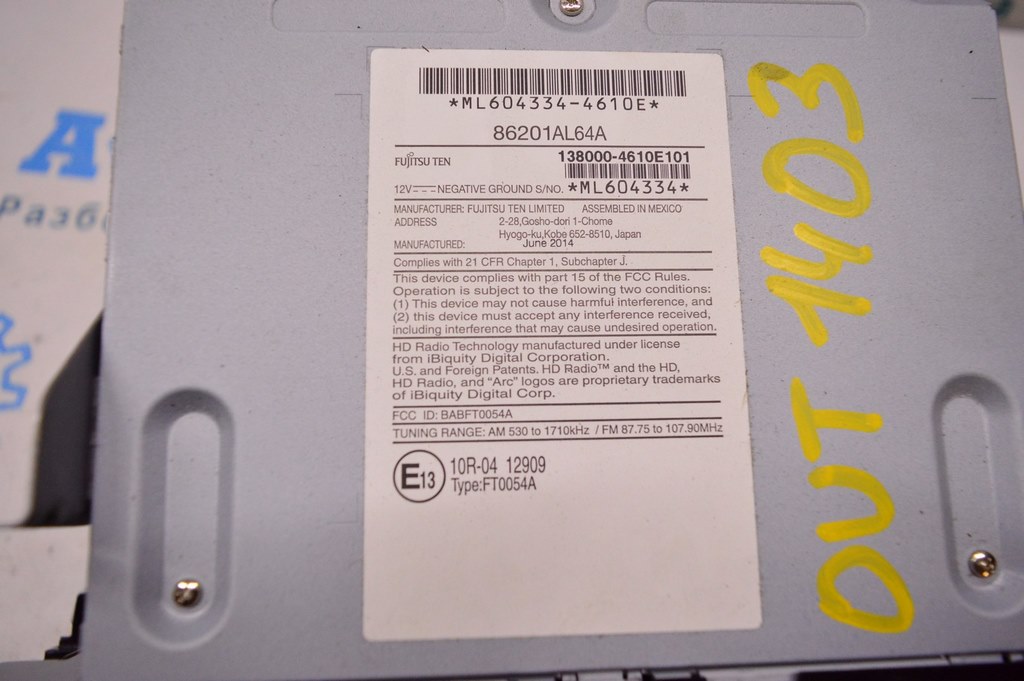 *ML604334-4610E*
86201AL64A
FUJITSU TEN
138000-4610E101
12V NEGATIVE GROUND S/NO. *ML604334*
MANUFACTURER: FUJITSU TEN LIMITED ASSEMBLED IN MEXICO
ADDRESS 2-28,Gosho-dori 1-Chome
Hyogo-ku,Kobe 652-8510, Japan
MANUFACTURED: June 2014
Complies with 21 CFR Chapter 1, Subchapter J.
This device complies with part 15 of the FCC Rules.
Operation is subject to the following two conditions:
(1) This device may not cause harmful interference, and
(2) this device must accept any interference received,
including interference that may cause undesired operation.
HD Radio Technology manufactured under license
from iBiquity Digital Corporation.
U.S. and Foreign Patents. HD Radio™ and the HD,
HD Radio, and "Arc" logos are proprietary trademarks
of iBiquity Digital Corp.
FCC ID: BABFT0054A
TUNING RANGE: AM 530 to 1710kHz / FM 87.75 to 107.90MHz
E13 10R-04 12909
Type:FT0054A
OUT 1403